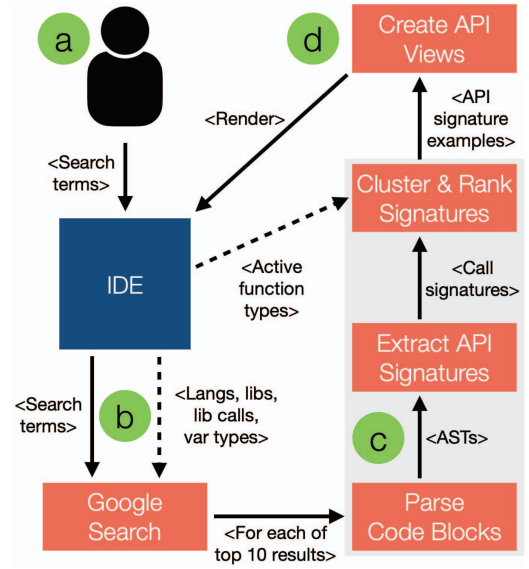 a
d
Create API
Views
<Render>
<API
signature
examples>
<Search
terms>
Cluster & Rank
Signatures
IDE
<Active
function
types>
<Call
signatures>
Extract API
Signatures
<Search
terms>
b
<Langs, libs,
lib calls,
var types>
c
<ASTs>
Google
Search
<For each of
top 10 results>
Parse
Code Blocks